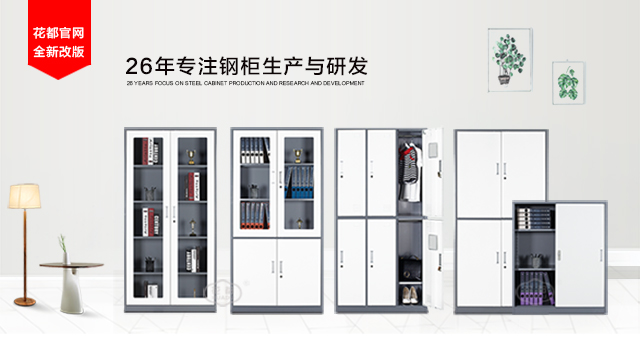 花都官网
全新改版
26年专注钢柜生产与研发
26 YEARS FOCUS ON STEEL CABINET PRODUCTION AND RESEARCH AND DEVELOPMENT